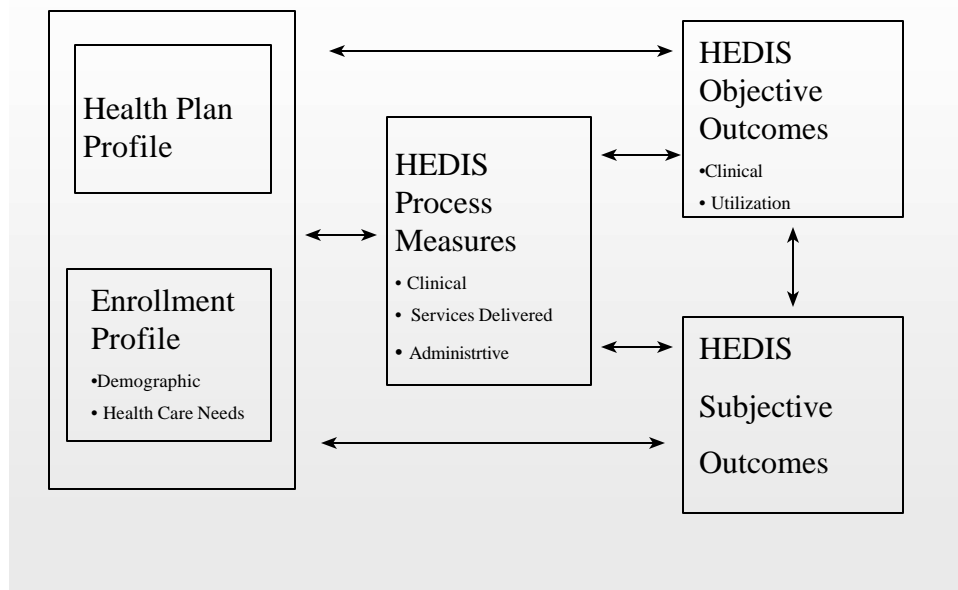 Health Plan
Profile
Enrollment
Profile
•Demographic
• Health Care Needs
HEDIS
Process
Measures
• Clinical
• Services Delivered
• Administrtive
HEDIS
Objective
Outcomes
•Clinical
• Utilization
HEDIS
Subjective
Outcomes